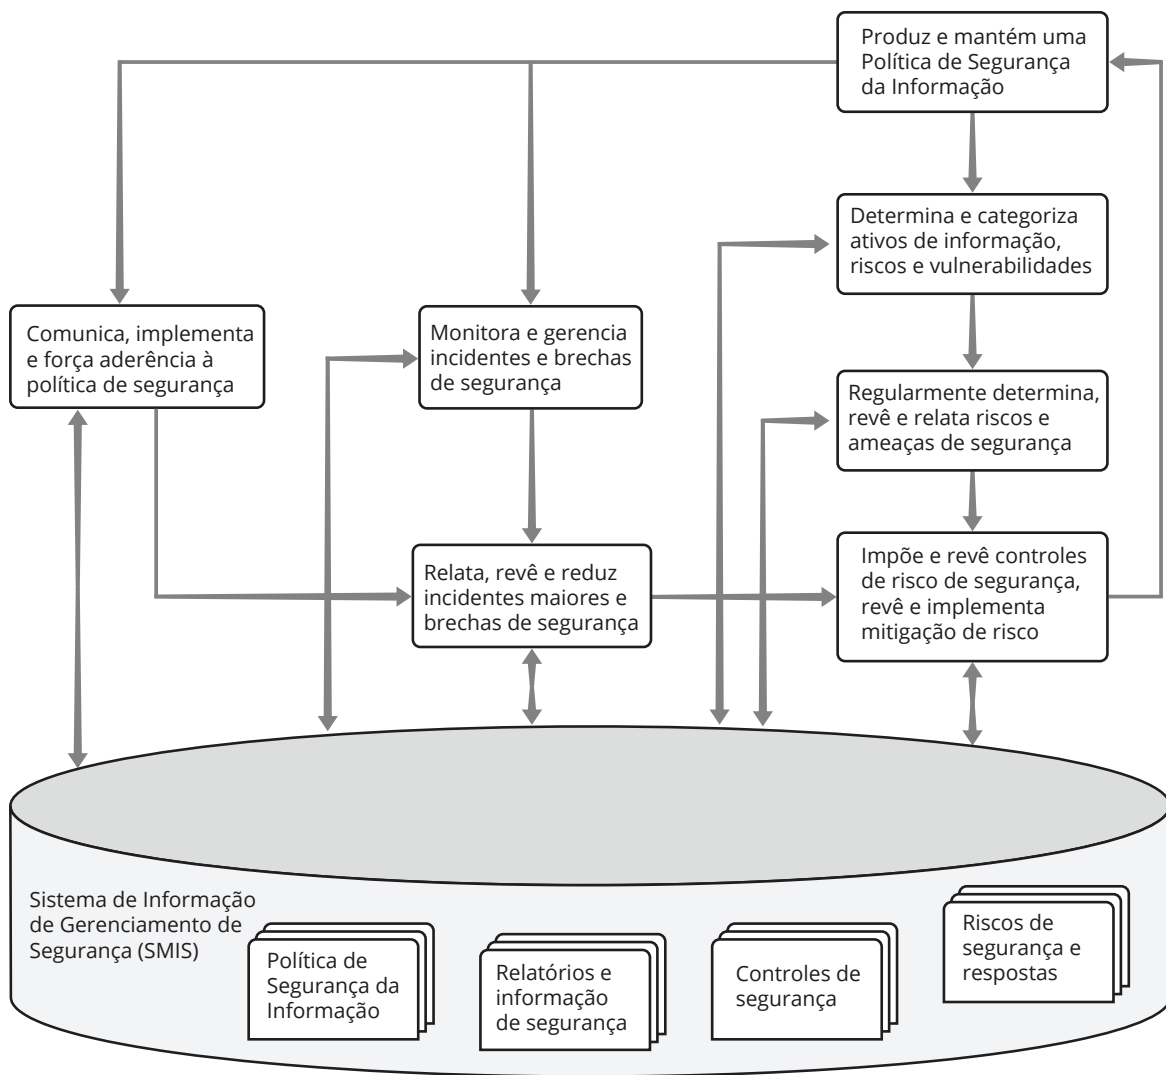 Produz e mantém uma
Política de Segurança
da Informação
Determina e categoriza
ativos de informação,
riscos e vulnerabilidades
Comunica, implementa
e força aderência à
política de segurança
Monitora e gerencia
incidentes e brechas
de segurança
Regularmente determina,
revê e relata riscos e
ameaças de segurança
Relata, revê e reduz
incidentes maiores e
brechas de segurança
Impõe e revê controles
de risco de segurança,
revê e implementa
mitigação de risco
Sistema de Informação
de Gerenciamento de
Segurança (SMIS)
Política de
Segurança da
Informação
Relatórios e
informação
de segurança
Controles de
segurança
Riscos de
segurança e
respostas